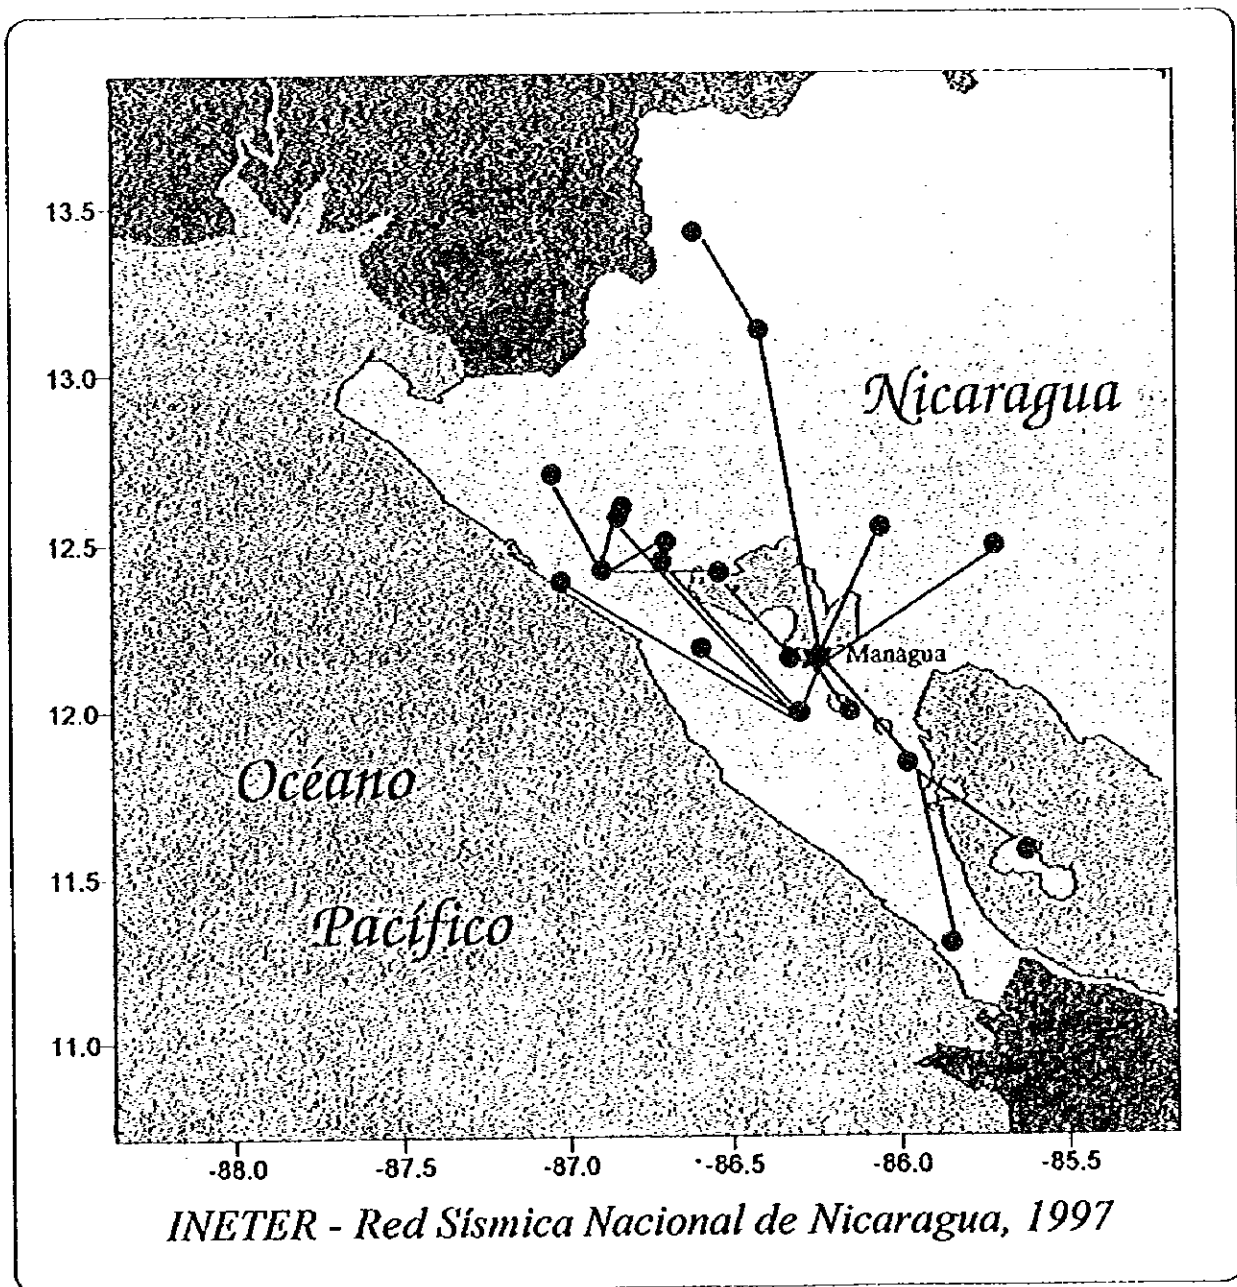 13.5
13.0
Nicaragua
12.5
Managua
12.0
Océano
11.5
Pacífico
11.0
-88.0
-87.5
-87.0
-86.5
-86.0
-85.5
INETER - Red Sísmica Nacional de Nicaragua, 1997